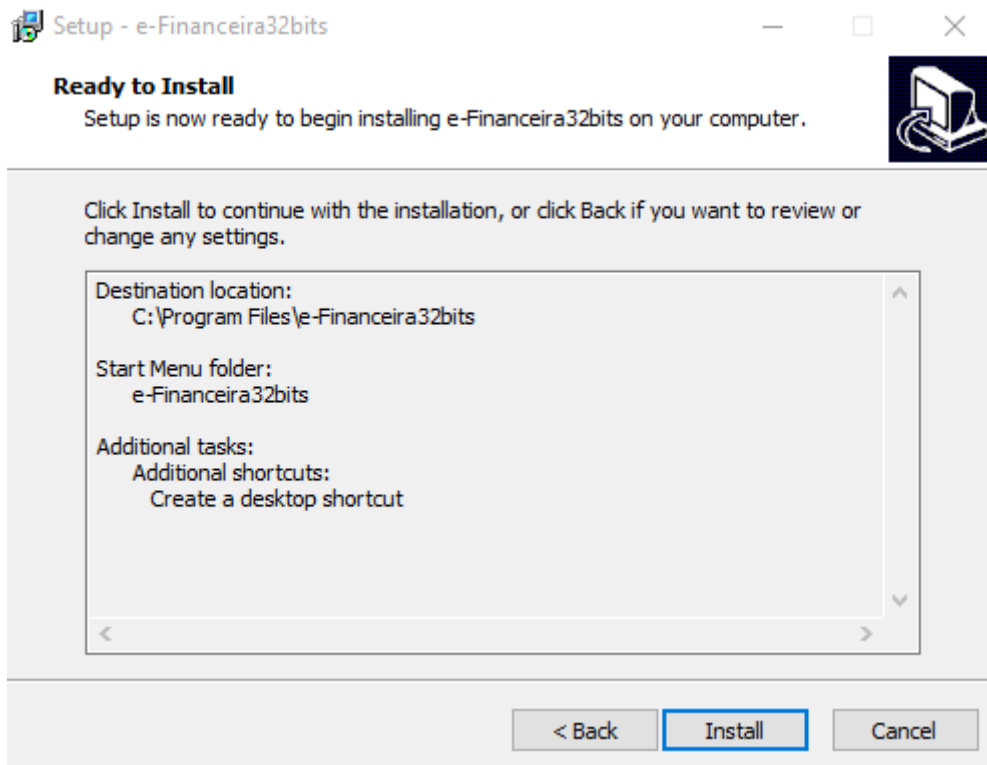 Setup - e-Financeira32bits
Ready to Install
Setup is now ready to begin installing e-Financeira32bits on your computer.
Click Install to continue with the installation, or click Back if you want to review or
change any settings.
Destination location:
C:\Program Files\e-Financeira32bits
Start Menu folder:
e-Financeira32bits
Additional tasks:
Additional shortcuts:
Create a desktop shortcut
< Back
Install
Cancel